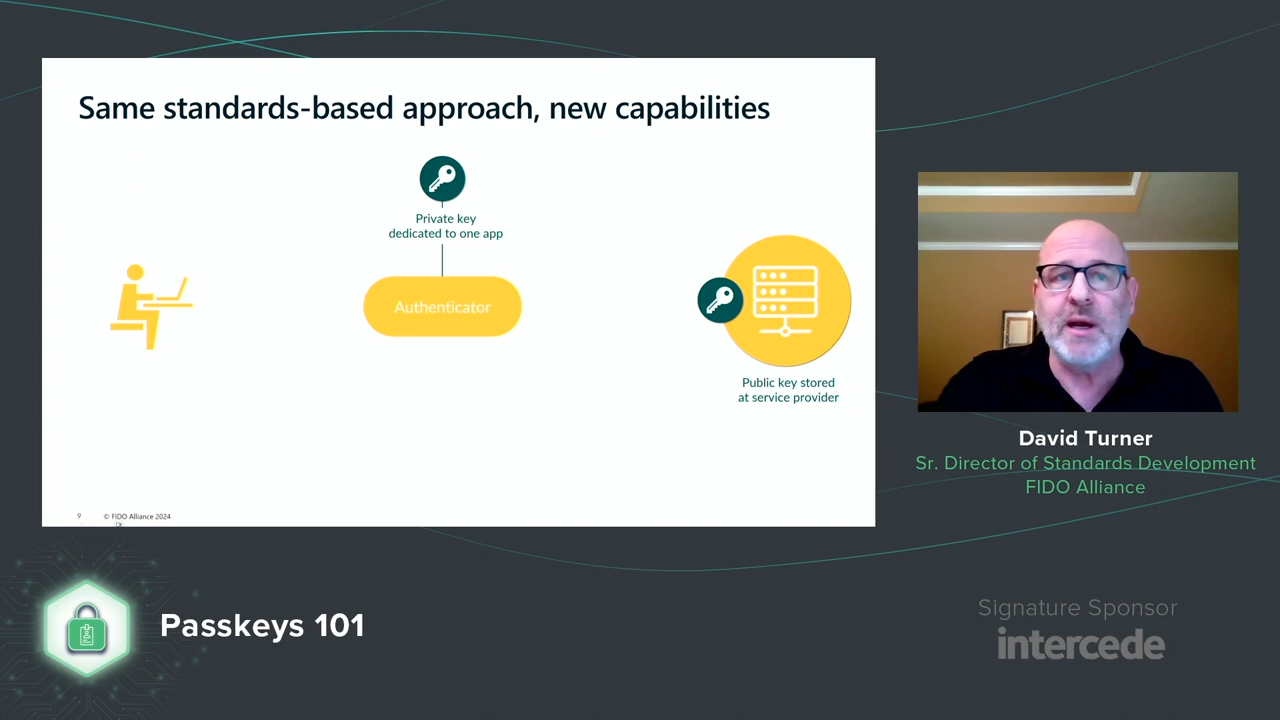 Same standards-based approach, new capabilities
Private key
dedicated to one app
Authenticator
Public key stored
at service provider
9 © FIDO Alliance 2024
David Turner
Sr. Director of Standards Development
FIDO Alliance
Passkeys 101
Signature Sponsor
intercede